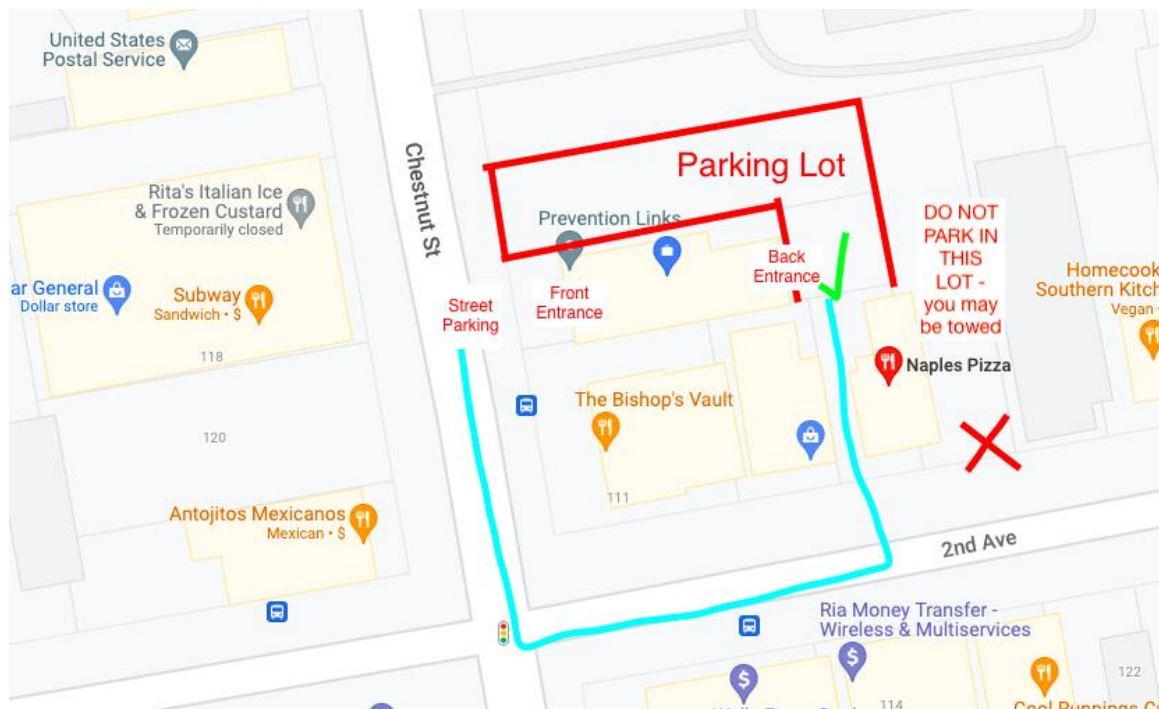 United States
Postal Service
Chestnut St
Parking Lot
Rita's Italian Ice
& Frozen Custard
Temporarily closed
Prevention Links
DO NOT
PARK IN
THIS
LOT -
you may
be towed
Back
Entrance
Homecook
Southern Kitch
Vegan •
ar General
Dollar store
Subway
Sandwich • $
Front
Entrance
Street
Parking
118
Naples Pizza
The Bishop's Vault
120
111
Antojitos Mexicanos
Mexican • $
2nd Ave
Ria Money Transfer -
Wireless & Multiservices
122
114